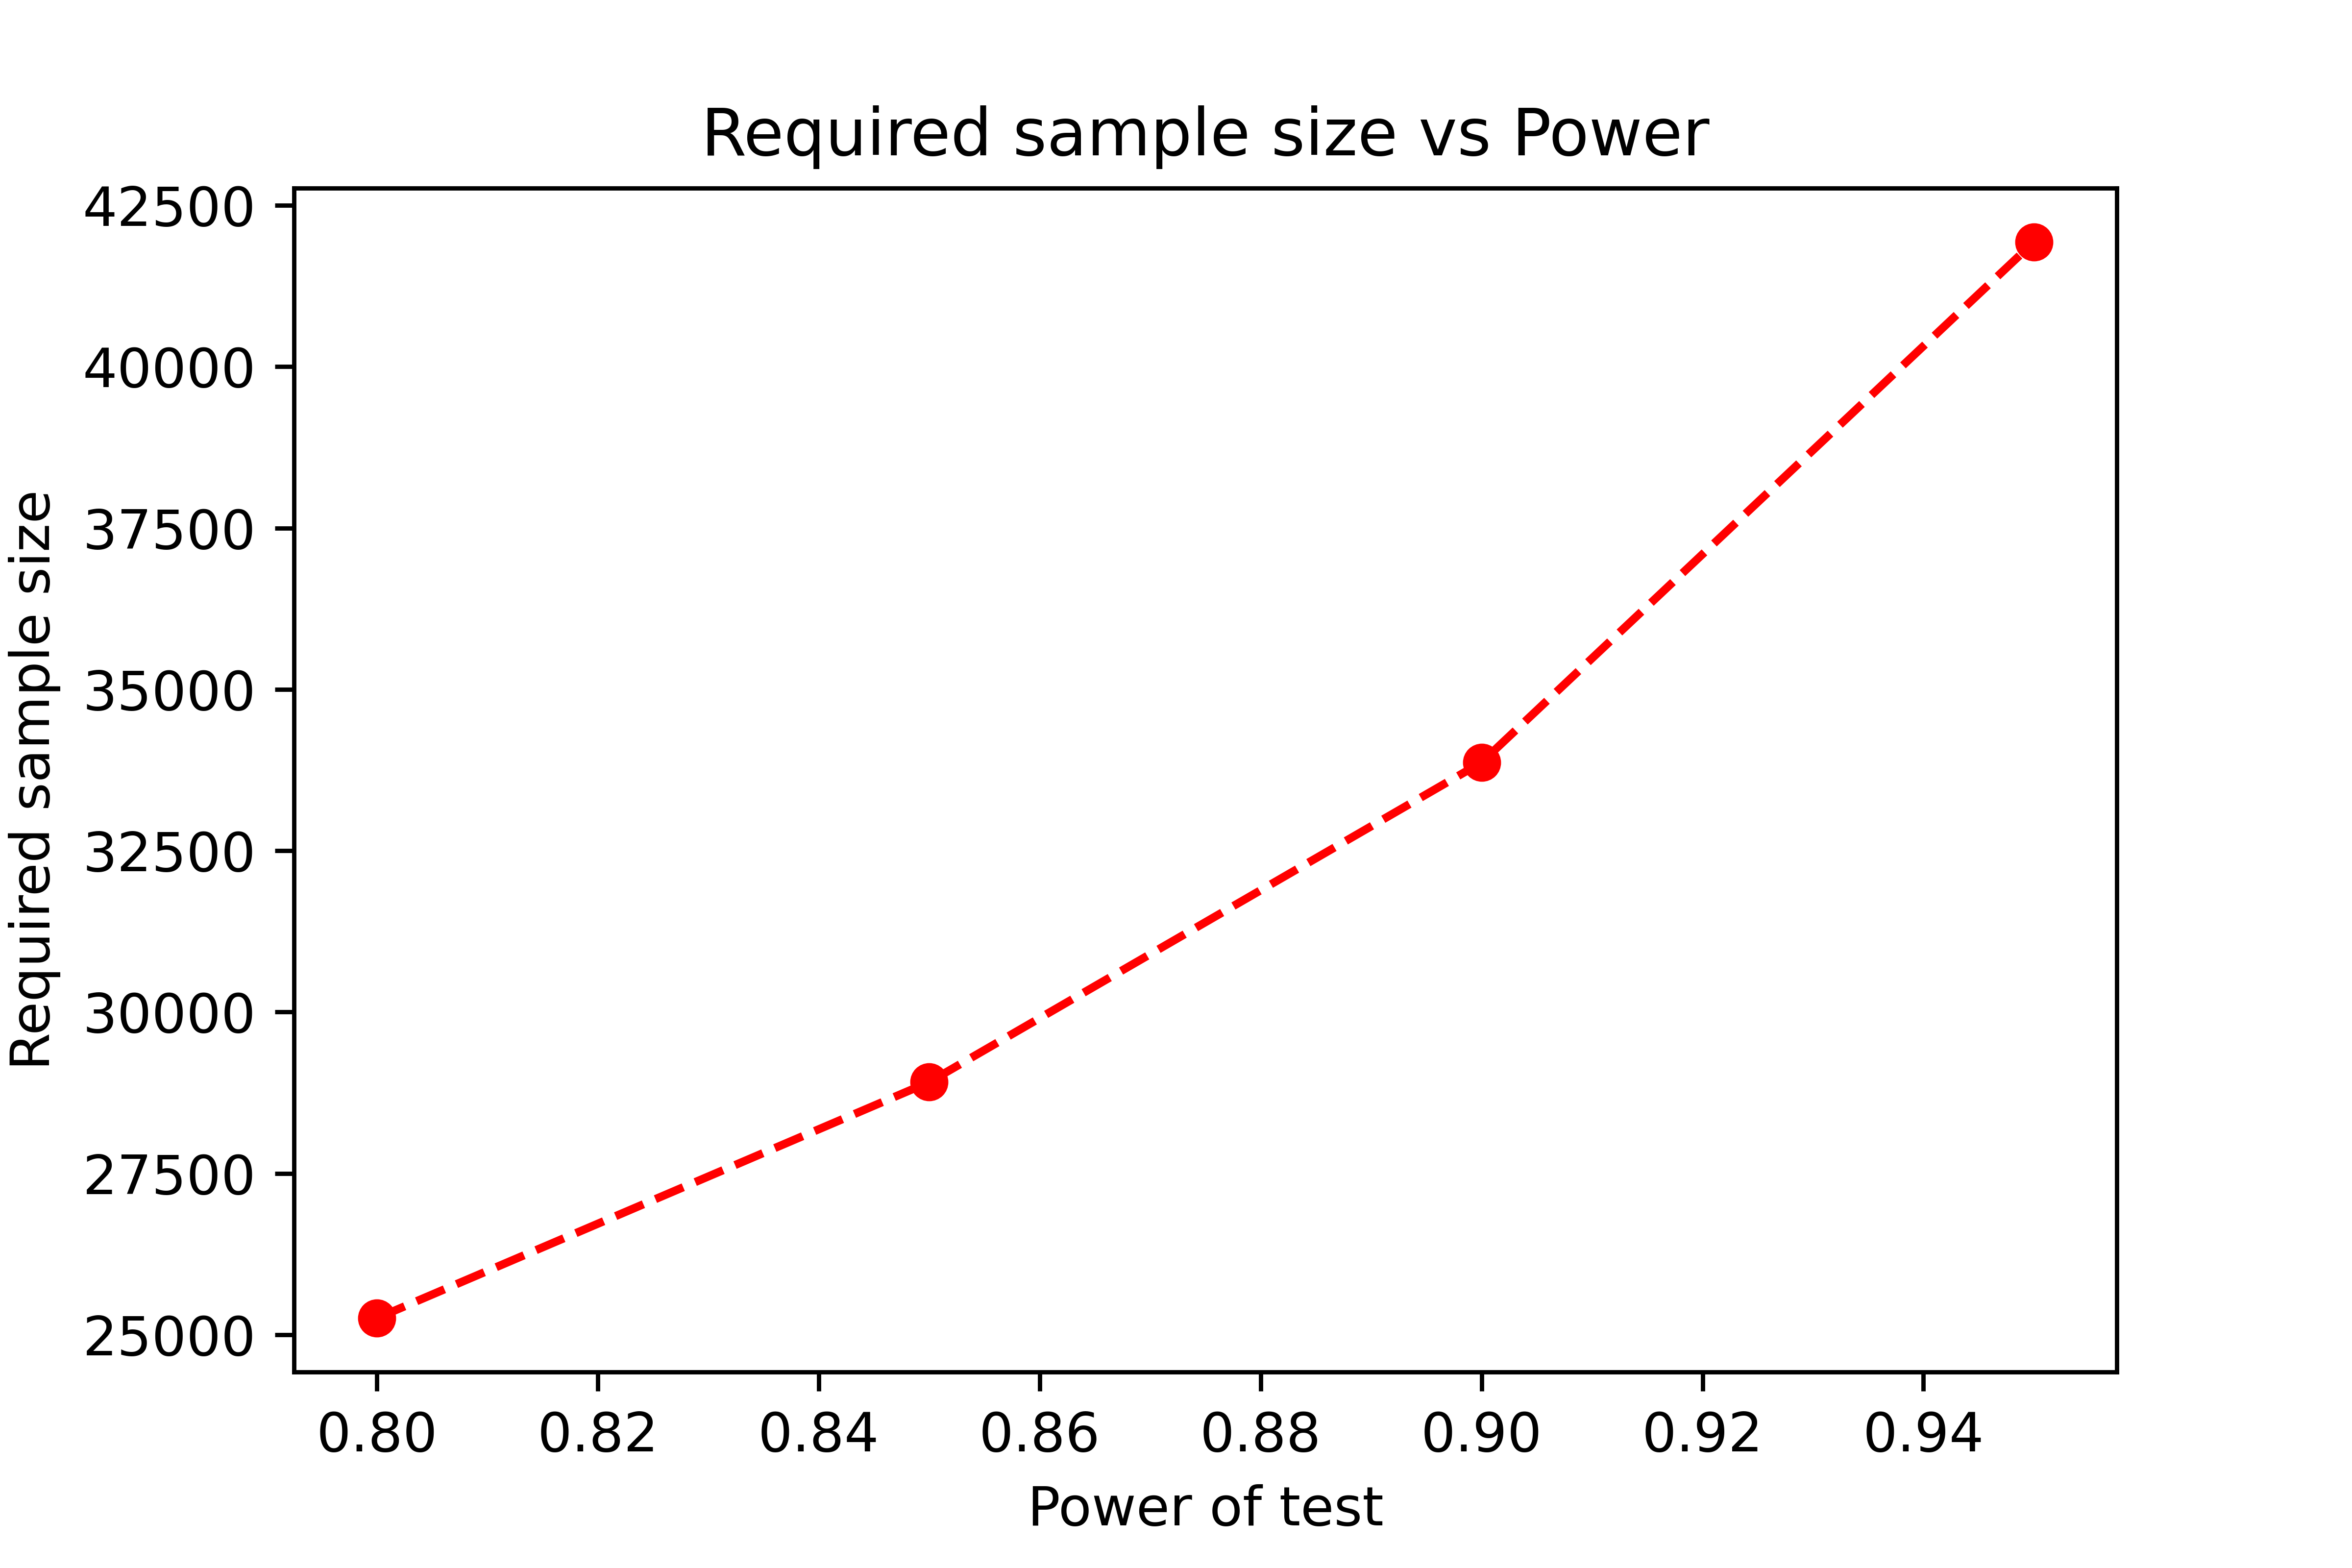 Required sample size vs Power
42500
40000
37500
35000
32500
30000
27500
25000
Required sample size
0.80 0.82 0.84 0.86 0.88 0.90 0.92 0.94
Power of test